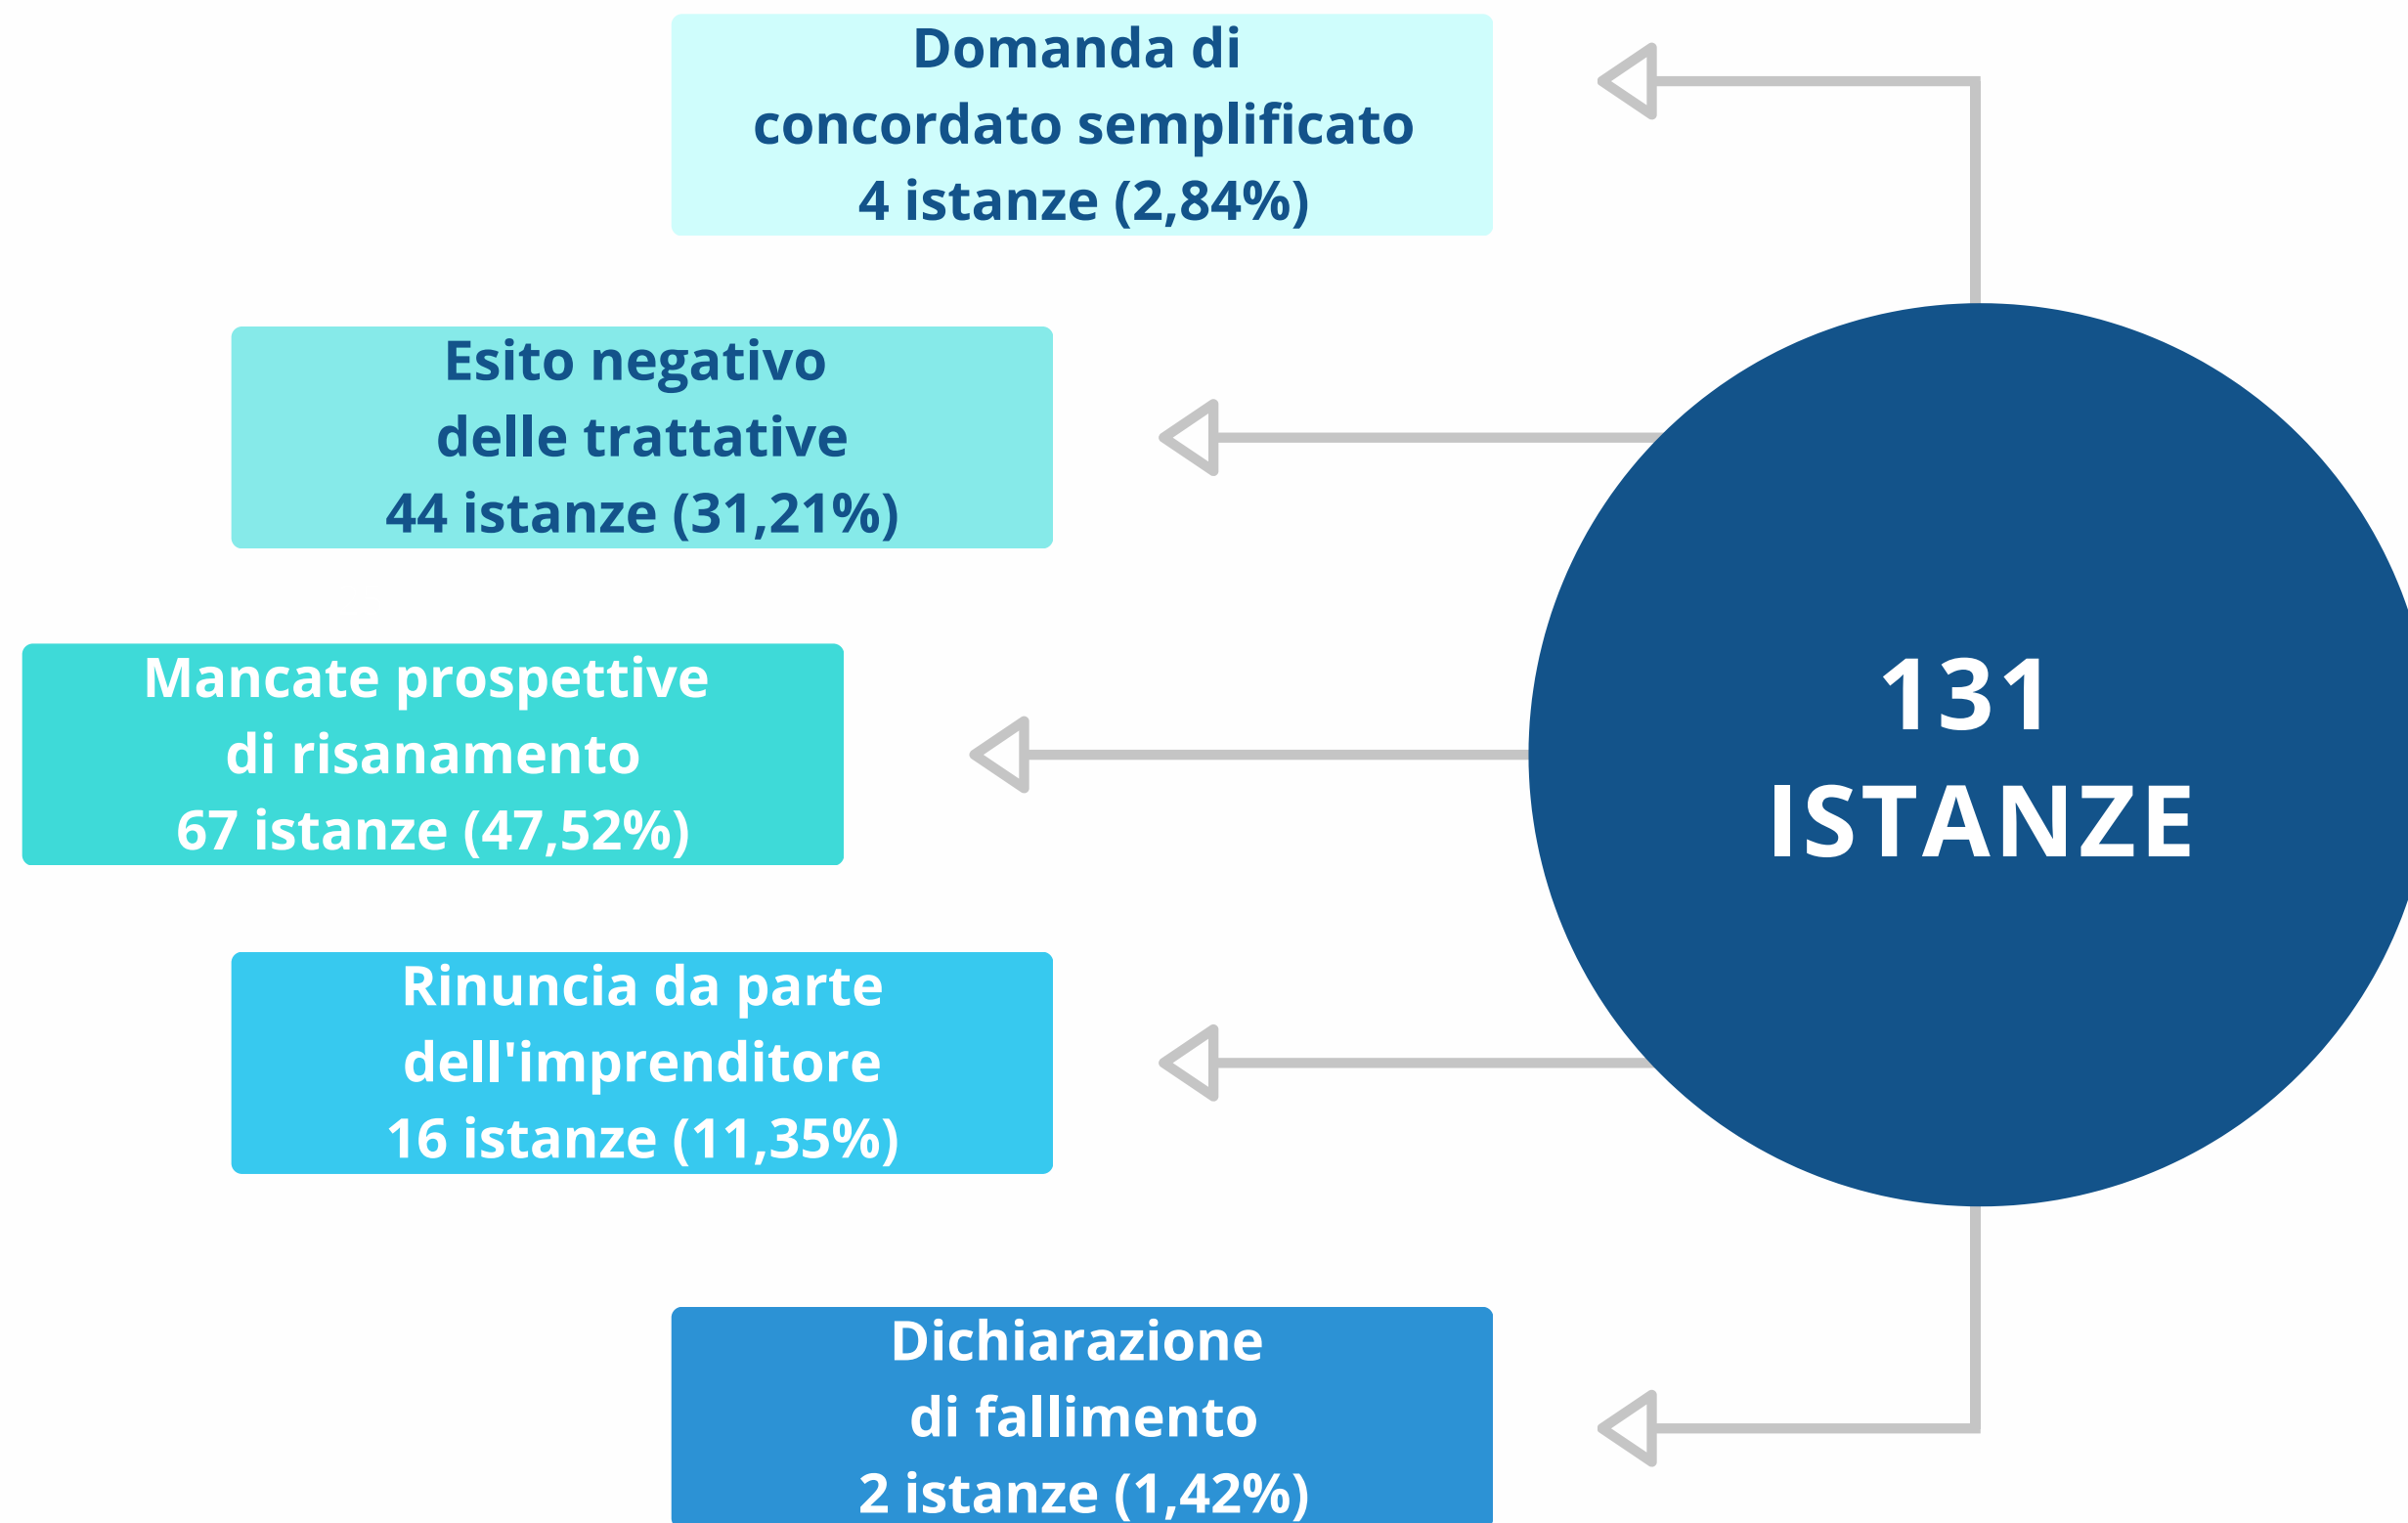 Domanda di
concordato semplificato
4 istanze (2,84%)
Esito negativo
delle trattative
44 istanze (31,21%)
Mancate prospettive
di risanamento
67 istanze (47,52%)
131
ISTANZE
Rinuncia da parte
dell'imprenditore
16 istanze (11,35%)
Dichiarazione
di fallimento
2 istanze (1,42%)